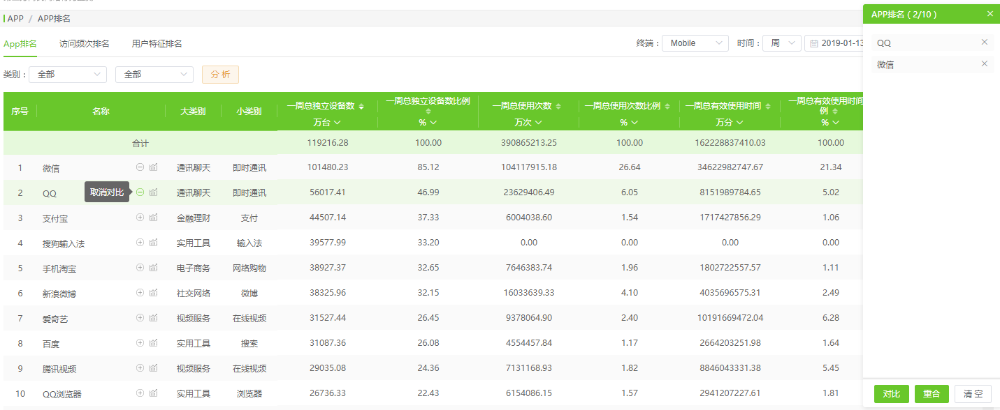 APP / APP排名
App排名 访问频次排名 用户特征排名 终端： Mobile 时间： 周 2019-01-13
类别： 全部 全部 分 析
序号 名称 大类别 小类别 一周总独立设备数 万台 一周总独立设备数比例 % 一周总使用次数 万次 一周总使用次数比例 % 一周总有效使用时间 万分 一周总有效使用时间 例 %
合计 119216.28 100.00 390865213.25 100.00 162228837410.03 100.00
1 微信 通讯聊天 即时通讯 101480.23 85.12 104117915.18 26.64 34622982747.67 21.34
2 QQ 取消对比 通讯聊天 即时通讯 56017.41 46.99 23629406.49 6.05 8151989784.65 5.02
3 支付宝 金融理财 支付 44507.14 37.33 6004038.60 1.54 1717427856.29 1.06
4 搜狗输入法 实用工具 输入法 39577.99 33.20 0.00 0.00 0.00 0.00
5 手机淘宝 电子商务 网络购物 38927.37 32.65 7646383.74 1.96 1802722557.57 1.11
6 新浪微博 社交网络 微博 38325.96 32.15 16033639.33 4.10 4035696575.31 2.49
7 爱奇艺 视频服务 在线视频 31527.44 26.45 9378064.90 2.40 10191669472.04 6.28
8 百度 实用工具 搜索 31087.36 26.08 4554457.84 1.17 2664203251.98 1.64
9 腾讯视频 视频服务 在线视频 29035.08 24.36 7131168.93 1.82 8846043331.38 5.45
10 QQ浏览器 实用工具 浏览器 26736.33 22.43 6154086.15 1.57 2941207227.61 1.81
APP排名 ( 2/10 )
QQ
微信
对比 重合 清 空